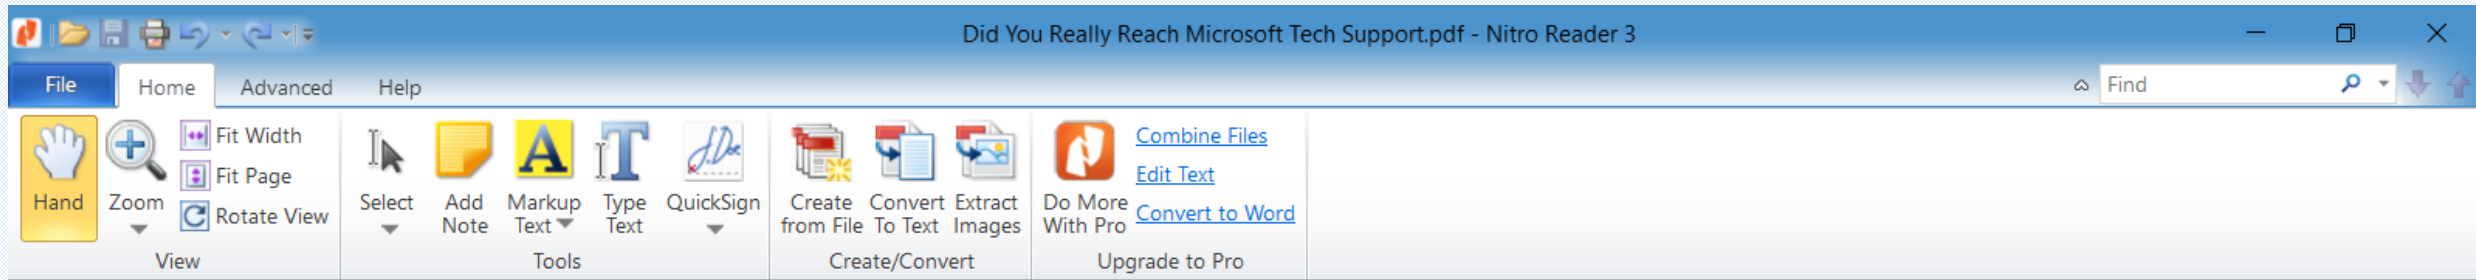 Did You Really Reach Microsoft Tech Support.pdf - Nitro Reader 3
File Home Advanced Help Find
Hand
Zoom
Fit Width
Fit Page
Rotate View
View
Select
Add
Note
A
Markup
Text
T
Type
Text
J.Doe
QuickSign
Tools
Create
from File
Convert
To Text
Extract
Images
Create/Convert
Do More
With Pro
Combine Files
Edit Text
Convert to Word
Upgrade to Pro